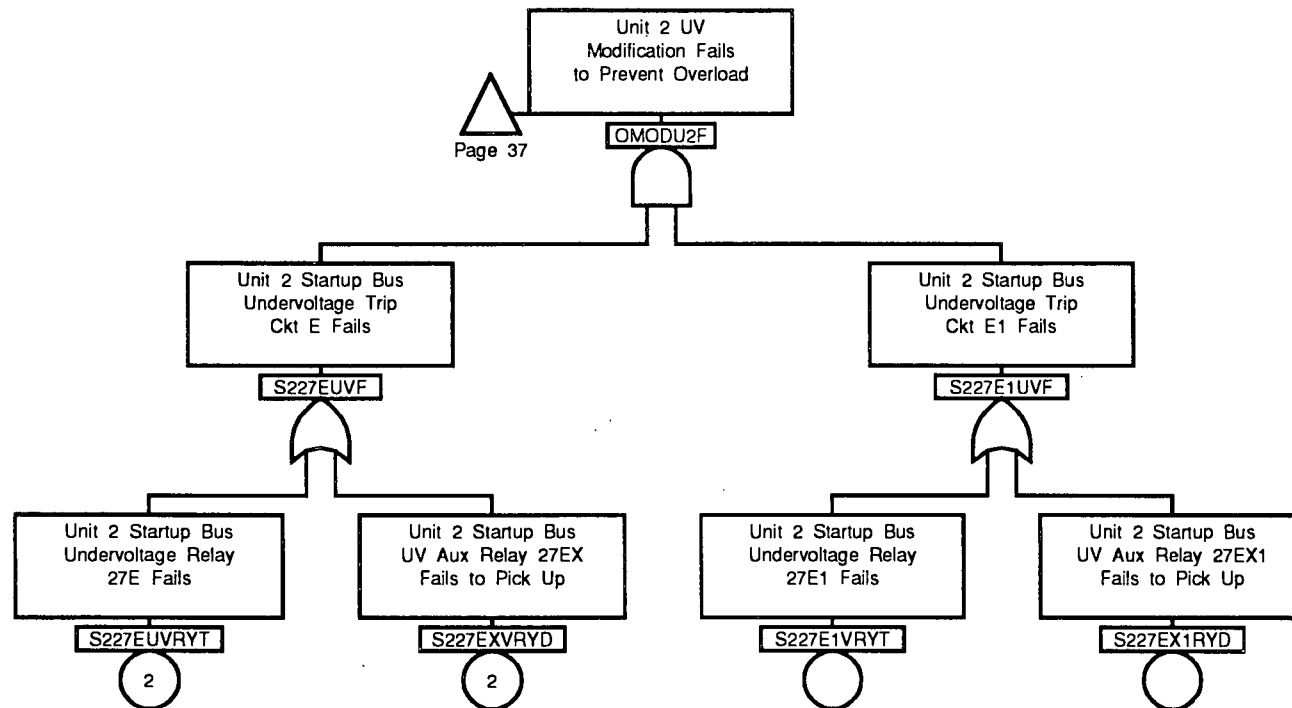 Unit 2 UV
Modification Fails
to Prevent Overload
Page 37
OMODU2F
Unit 2 Startup Bus
Undervoltage Trip
Ckt E Fails
S227EUVF
Unit 2 Startup Bus
Undervoltage Trip
Ckt E1 Fails
S227E1UVF
Unit 2 Startup Bus
Undervoltage Relay
27E Fails
S227EUVRYT
2
Unit 2 Startup Bus
UV Aux Relay 27EX
Fails to Pick Up
S227EXVRYD
2
Unit 2 Startup Bus
Undervoltage Relay
27E1 Fails
S227E1VRYT
Unit 2 Startup Bus
UV Aux Relay 27EX1
Fails to Pick Up
S227EX1RYD